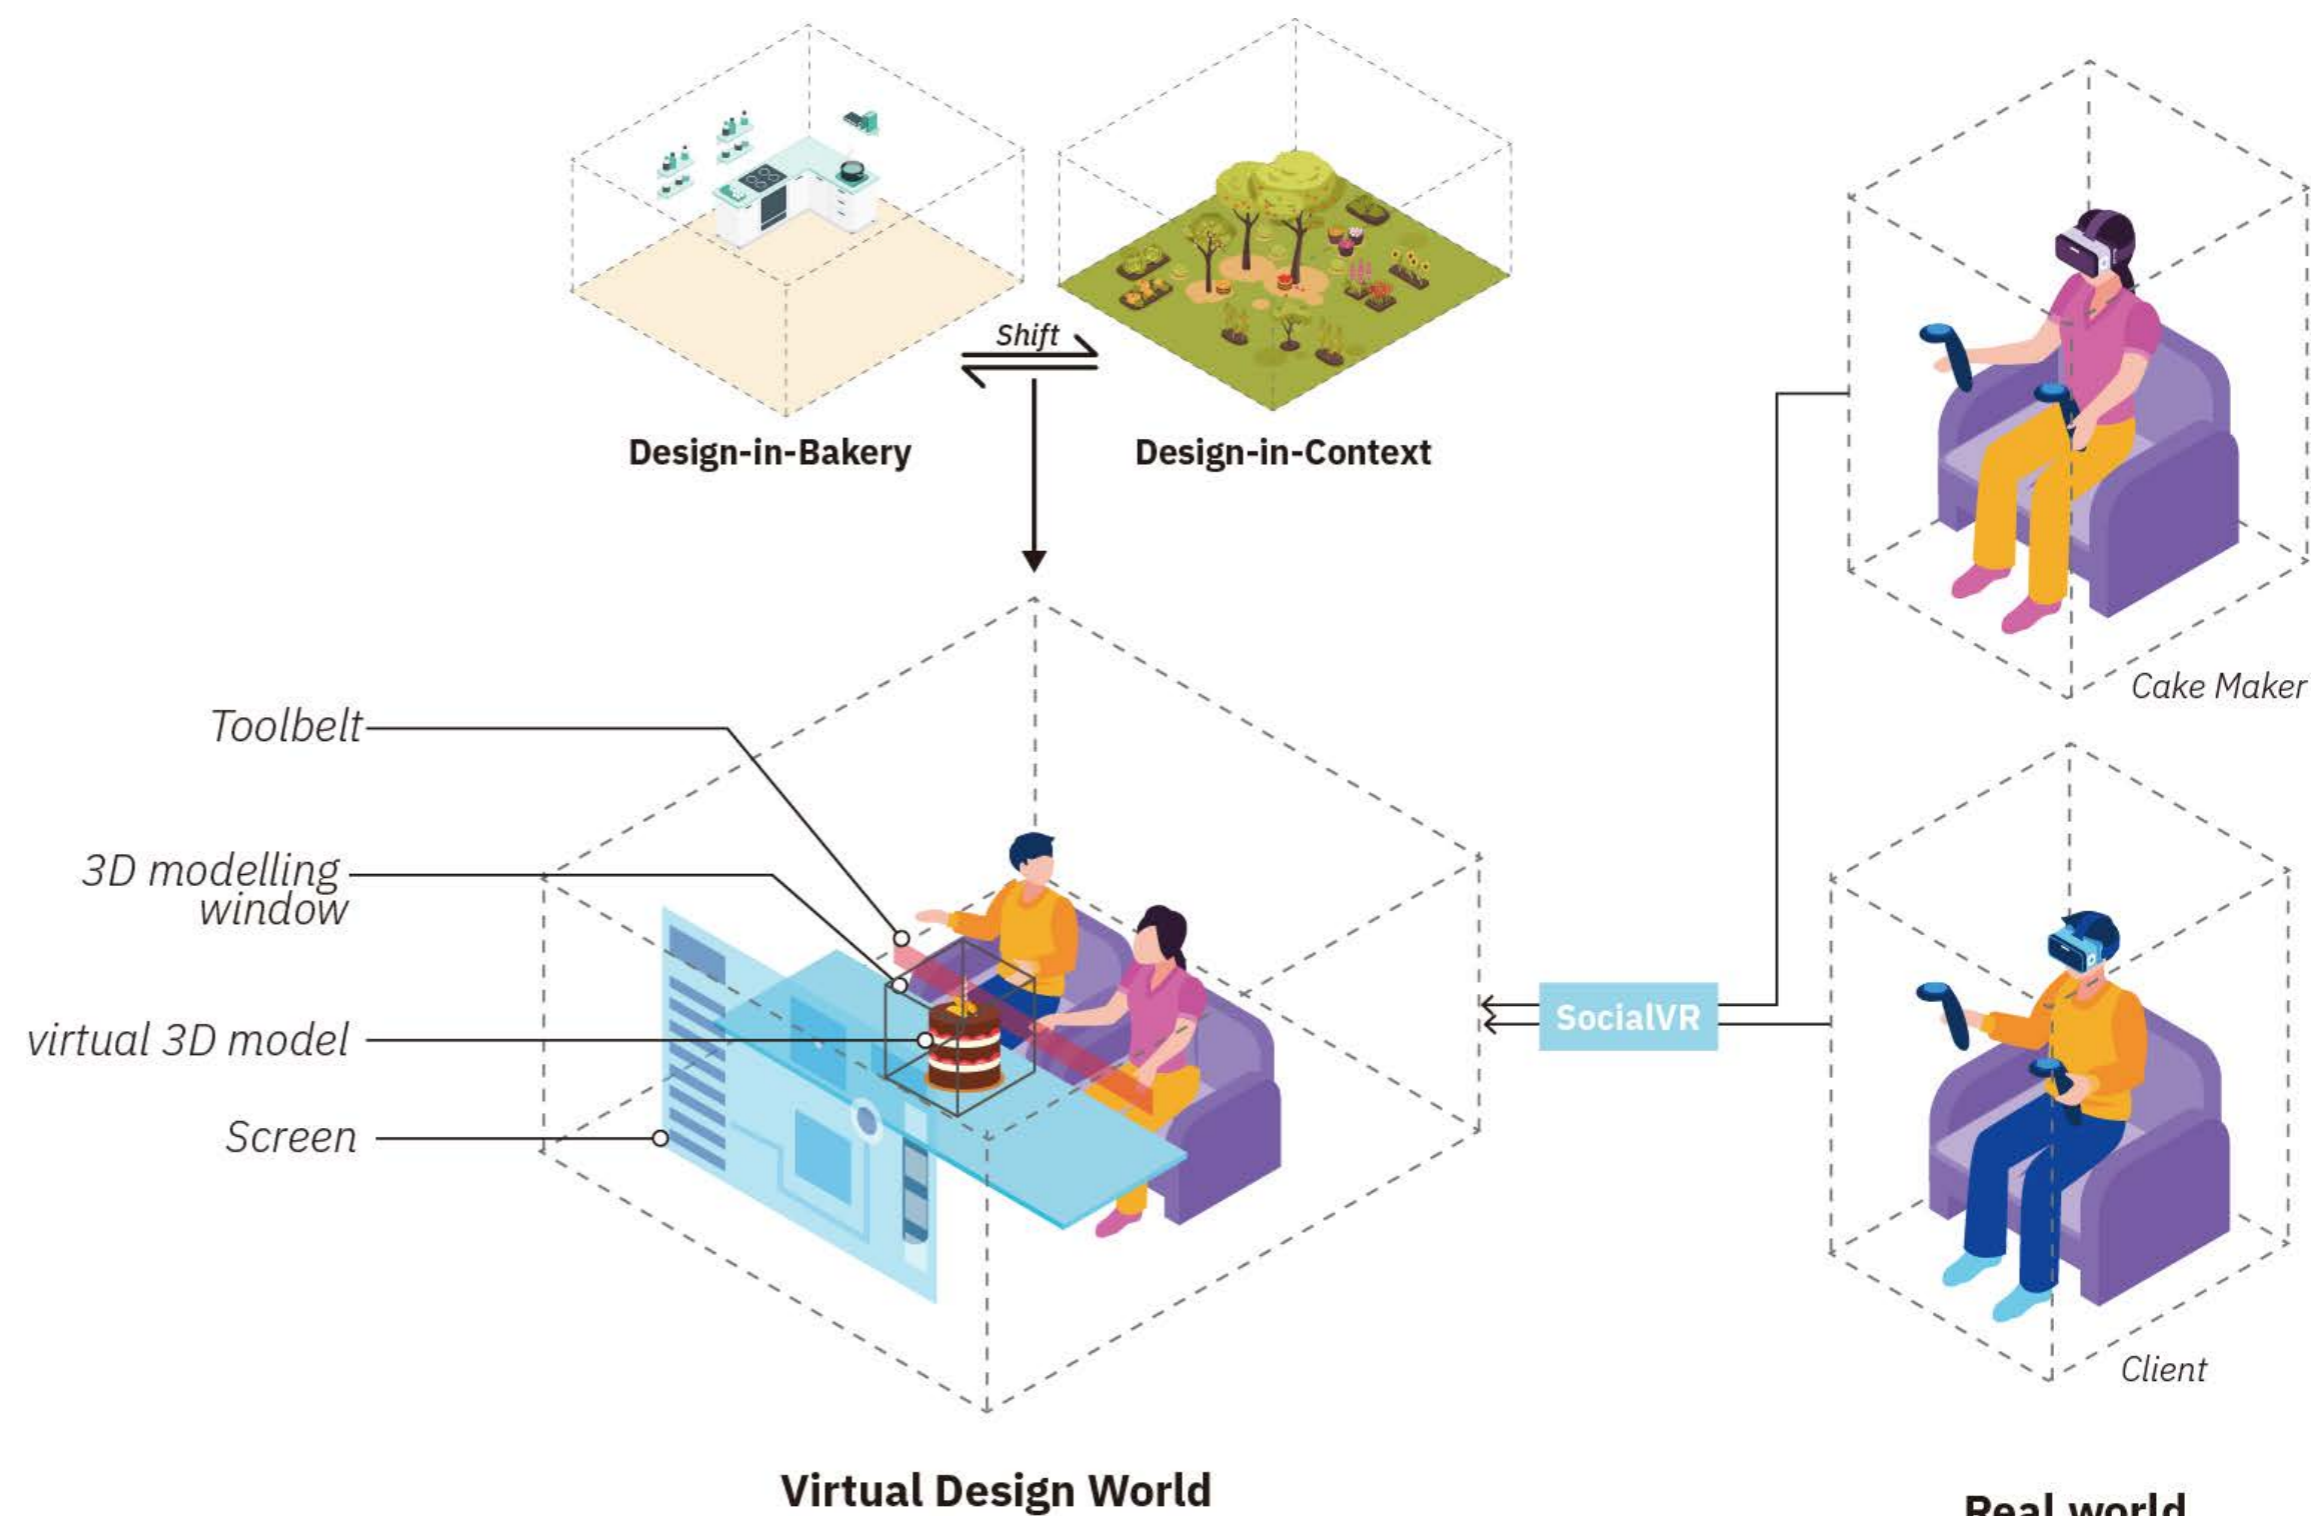 Shift
Design-in-Bakery
Design-in-Context
Cake Maker
Toolbelt
3D modelling
window
virtual 3D model
Screen
SocialVR
Client
Virtual Design World
Real world